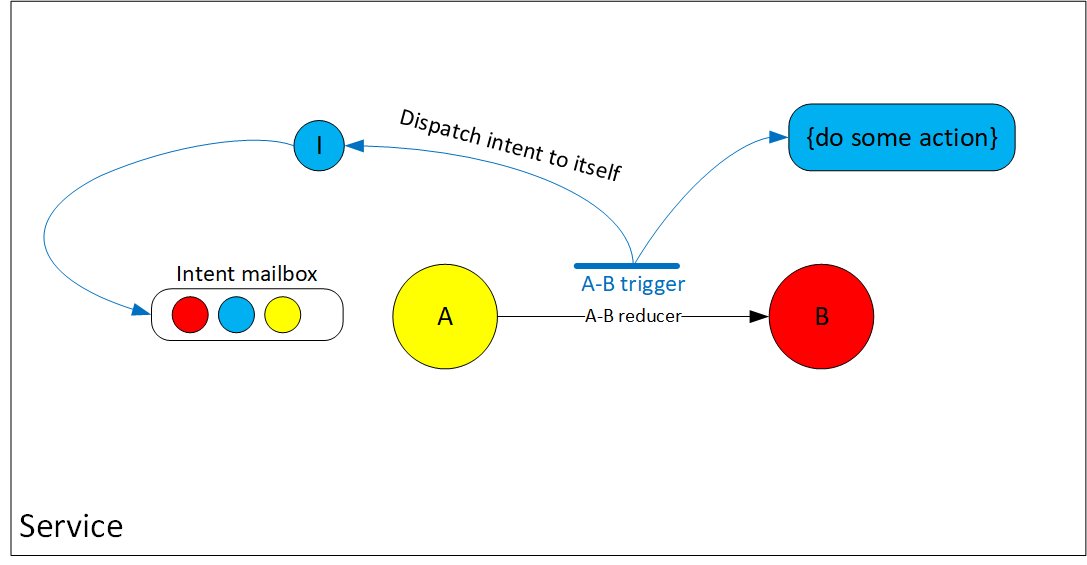 Dispatch intent to itself
I
{do some action}
Intent mailbox
A-B trigger
A
A-B reducer
B
Service